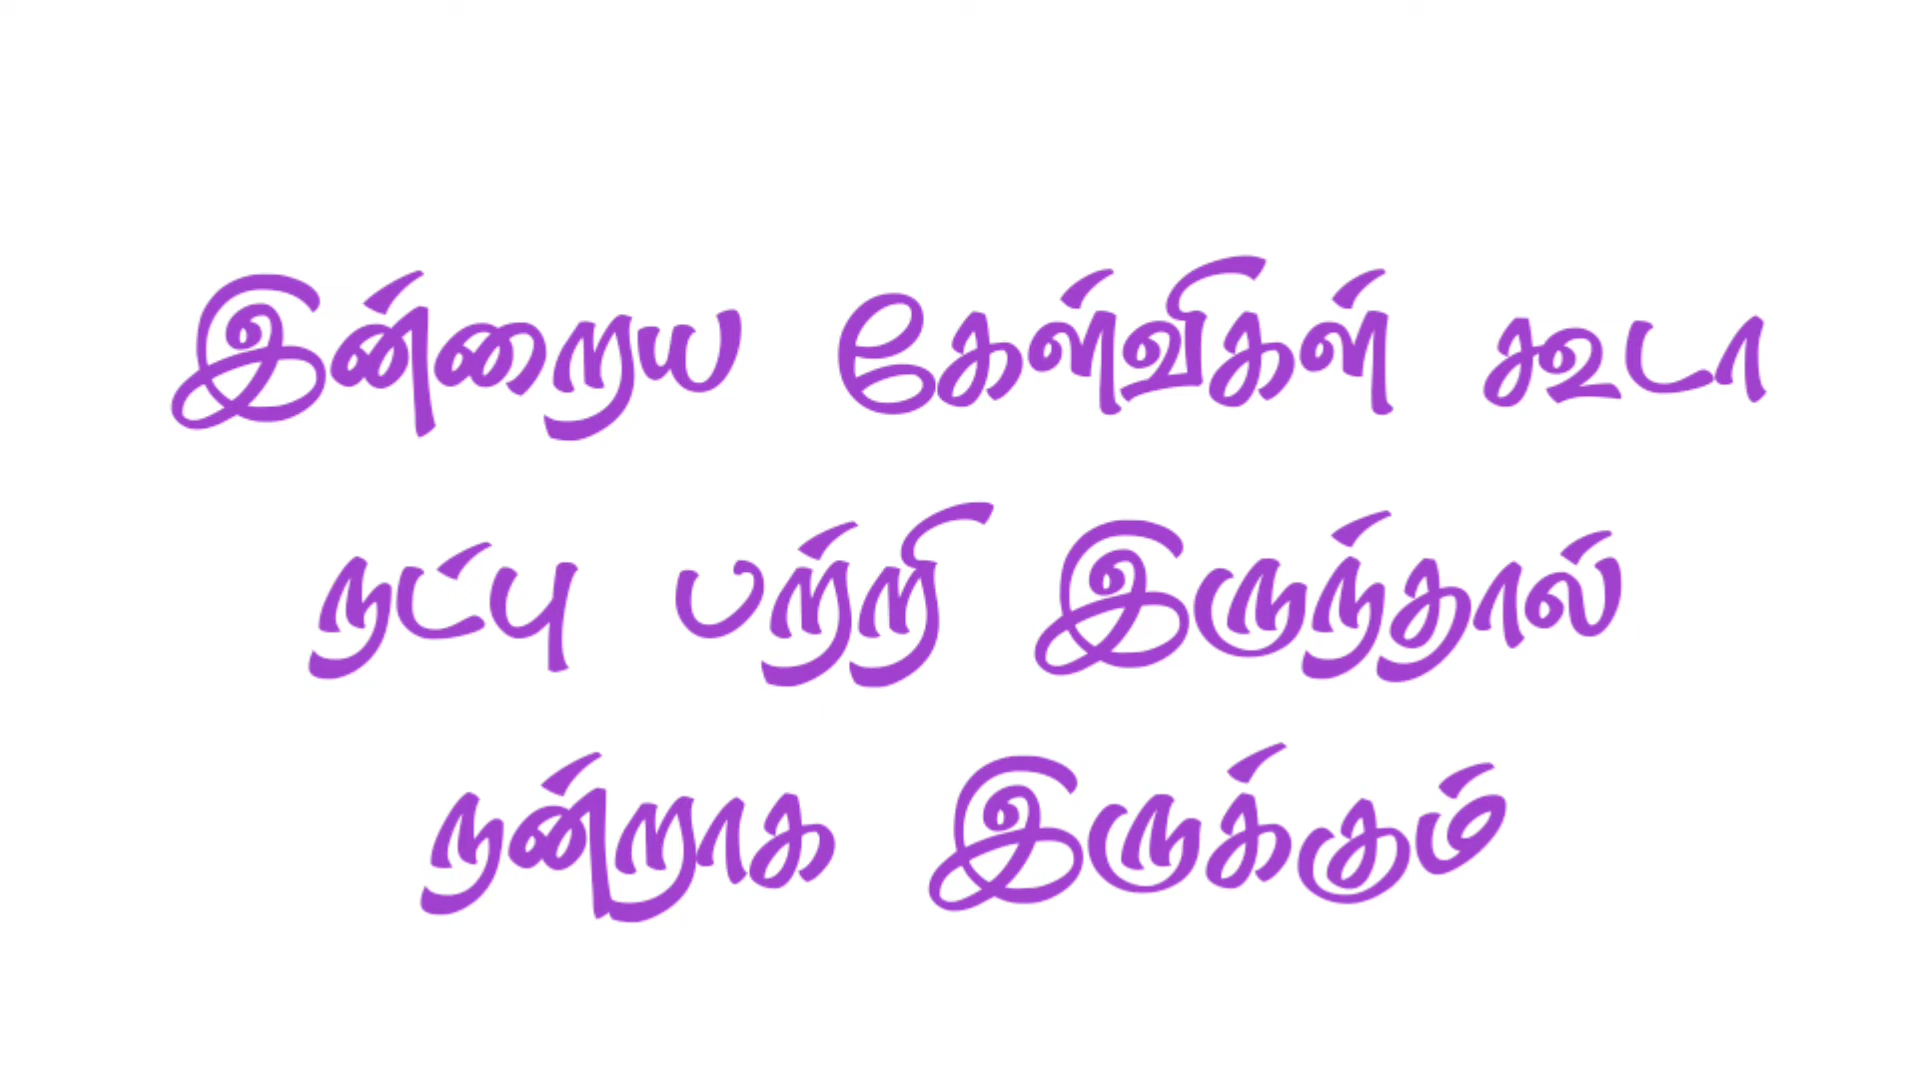 இன்றைய கேள்விகள் கூடா
நட்பு பற்றி இருந்தால்
நன்றாக இருக்கும்